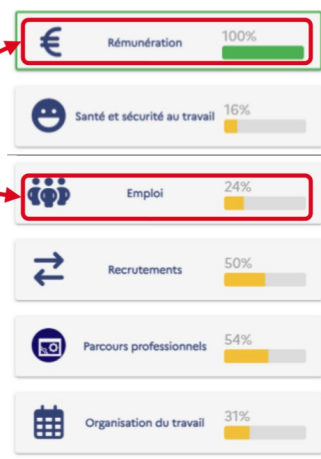 Rémunération 100%
Santé et sécurité au travail 16%
Emploi 24%
Recrutements 50%
Parcours professionnels 54%
Organisation du travail 31%